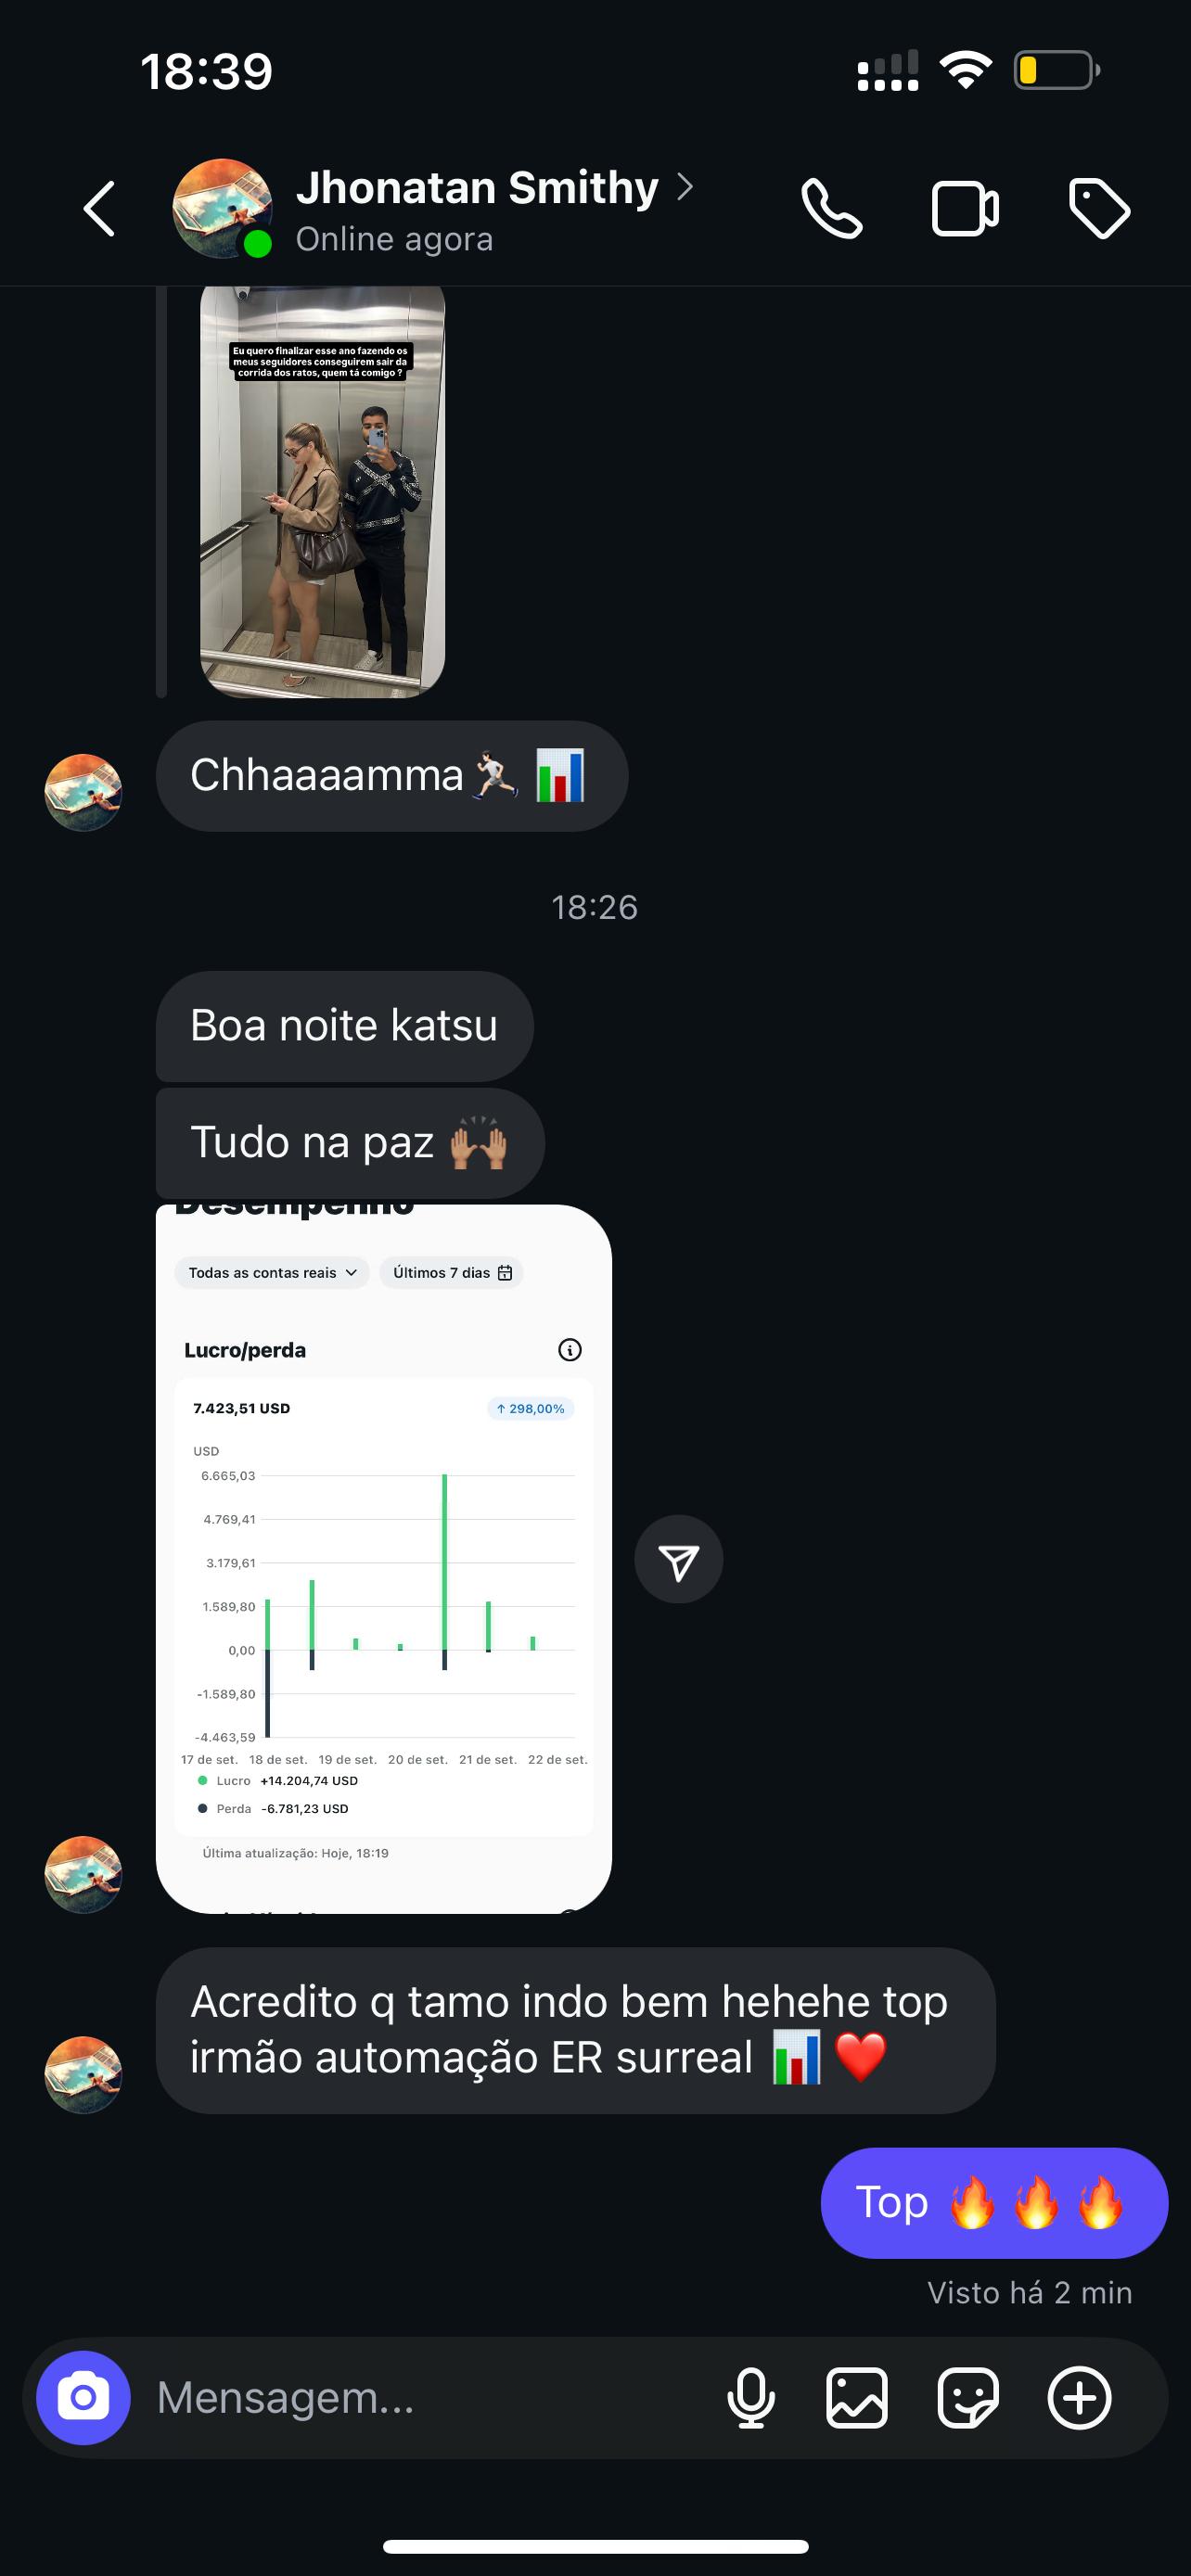 18:39
Jhonatan Smithy
Online agora
Eu quero finalizar esse ano fazendo os
meus seguidores conseguirem sair da
corrida dos ratos, quem tá comigo ?
Chhaaaamma🏃🏻📊
18:26
Boa noite katsu
Tudo na paz 🙌🏽
Desempenho
Todas as contas reais
Últimos 7 dias
Lucro/perda
7.423,51 USD
↑ 298,00%
USD
6.665,03
4.769,41
3.179,61
1.589,80
0,00
-1.589,80
-4.463,59
17 de set. 18 de set. 19 de set. 20 de set. 21 de set. 22 de set.
Lucro +14.204,74 USD
Perda -6.781,23 USD
Última atualização: Hoje, 18:19
Acredito q tamo indo bem hehehe top
irmão automação ER surreal 📊❤️
Top 🔥🔥🔥
Visto há 2 min
Mensagem...